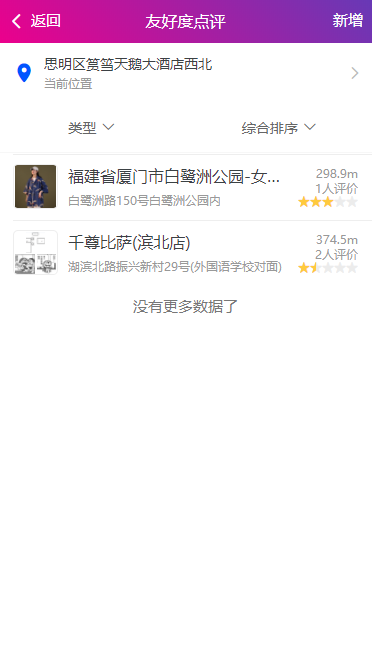 返回
友好度点评
新增
思明区筼筜天鹅大酒店西北
当前位置
类型
综合排序
福建省厦门市白鹭洲公园-女...
298.9m
1人评价
白鹭洲路150号白鹭洲公园内
千尊比萨(滨北店)
374.5m
2人评价
湖滨北路振兴新村29号(外国语学校对面)
没有更多数据了